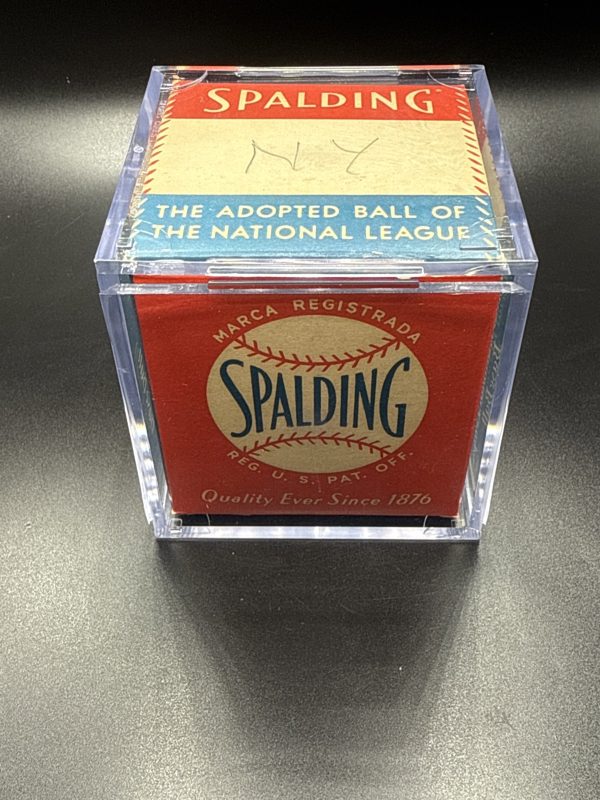 SPALDING
NY
THE ADOPTED BALL OF
THE NATIONAL LEAGUE
MARCA REGISTRADA
SPALDING
REG. U. S. PAT. OFF.
Quality Ever Since 1876